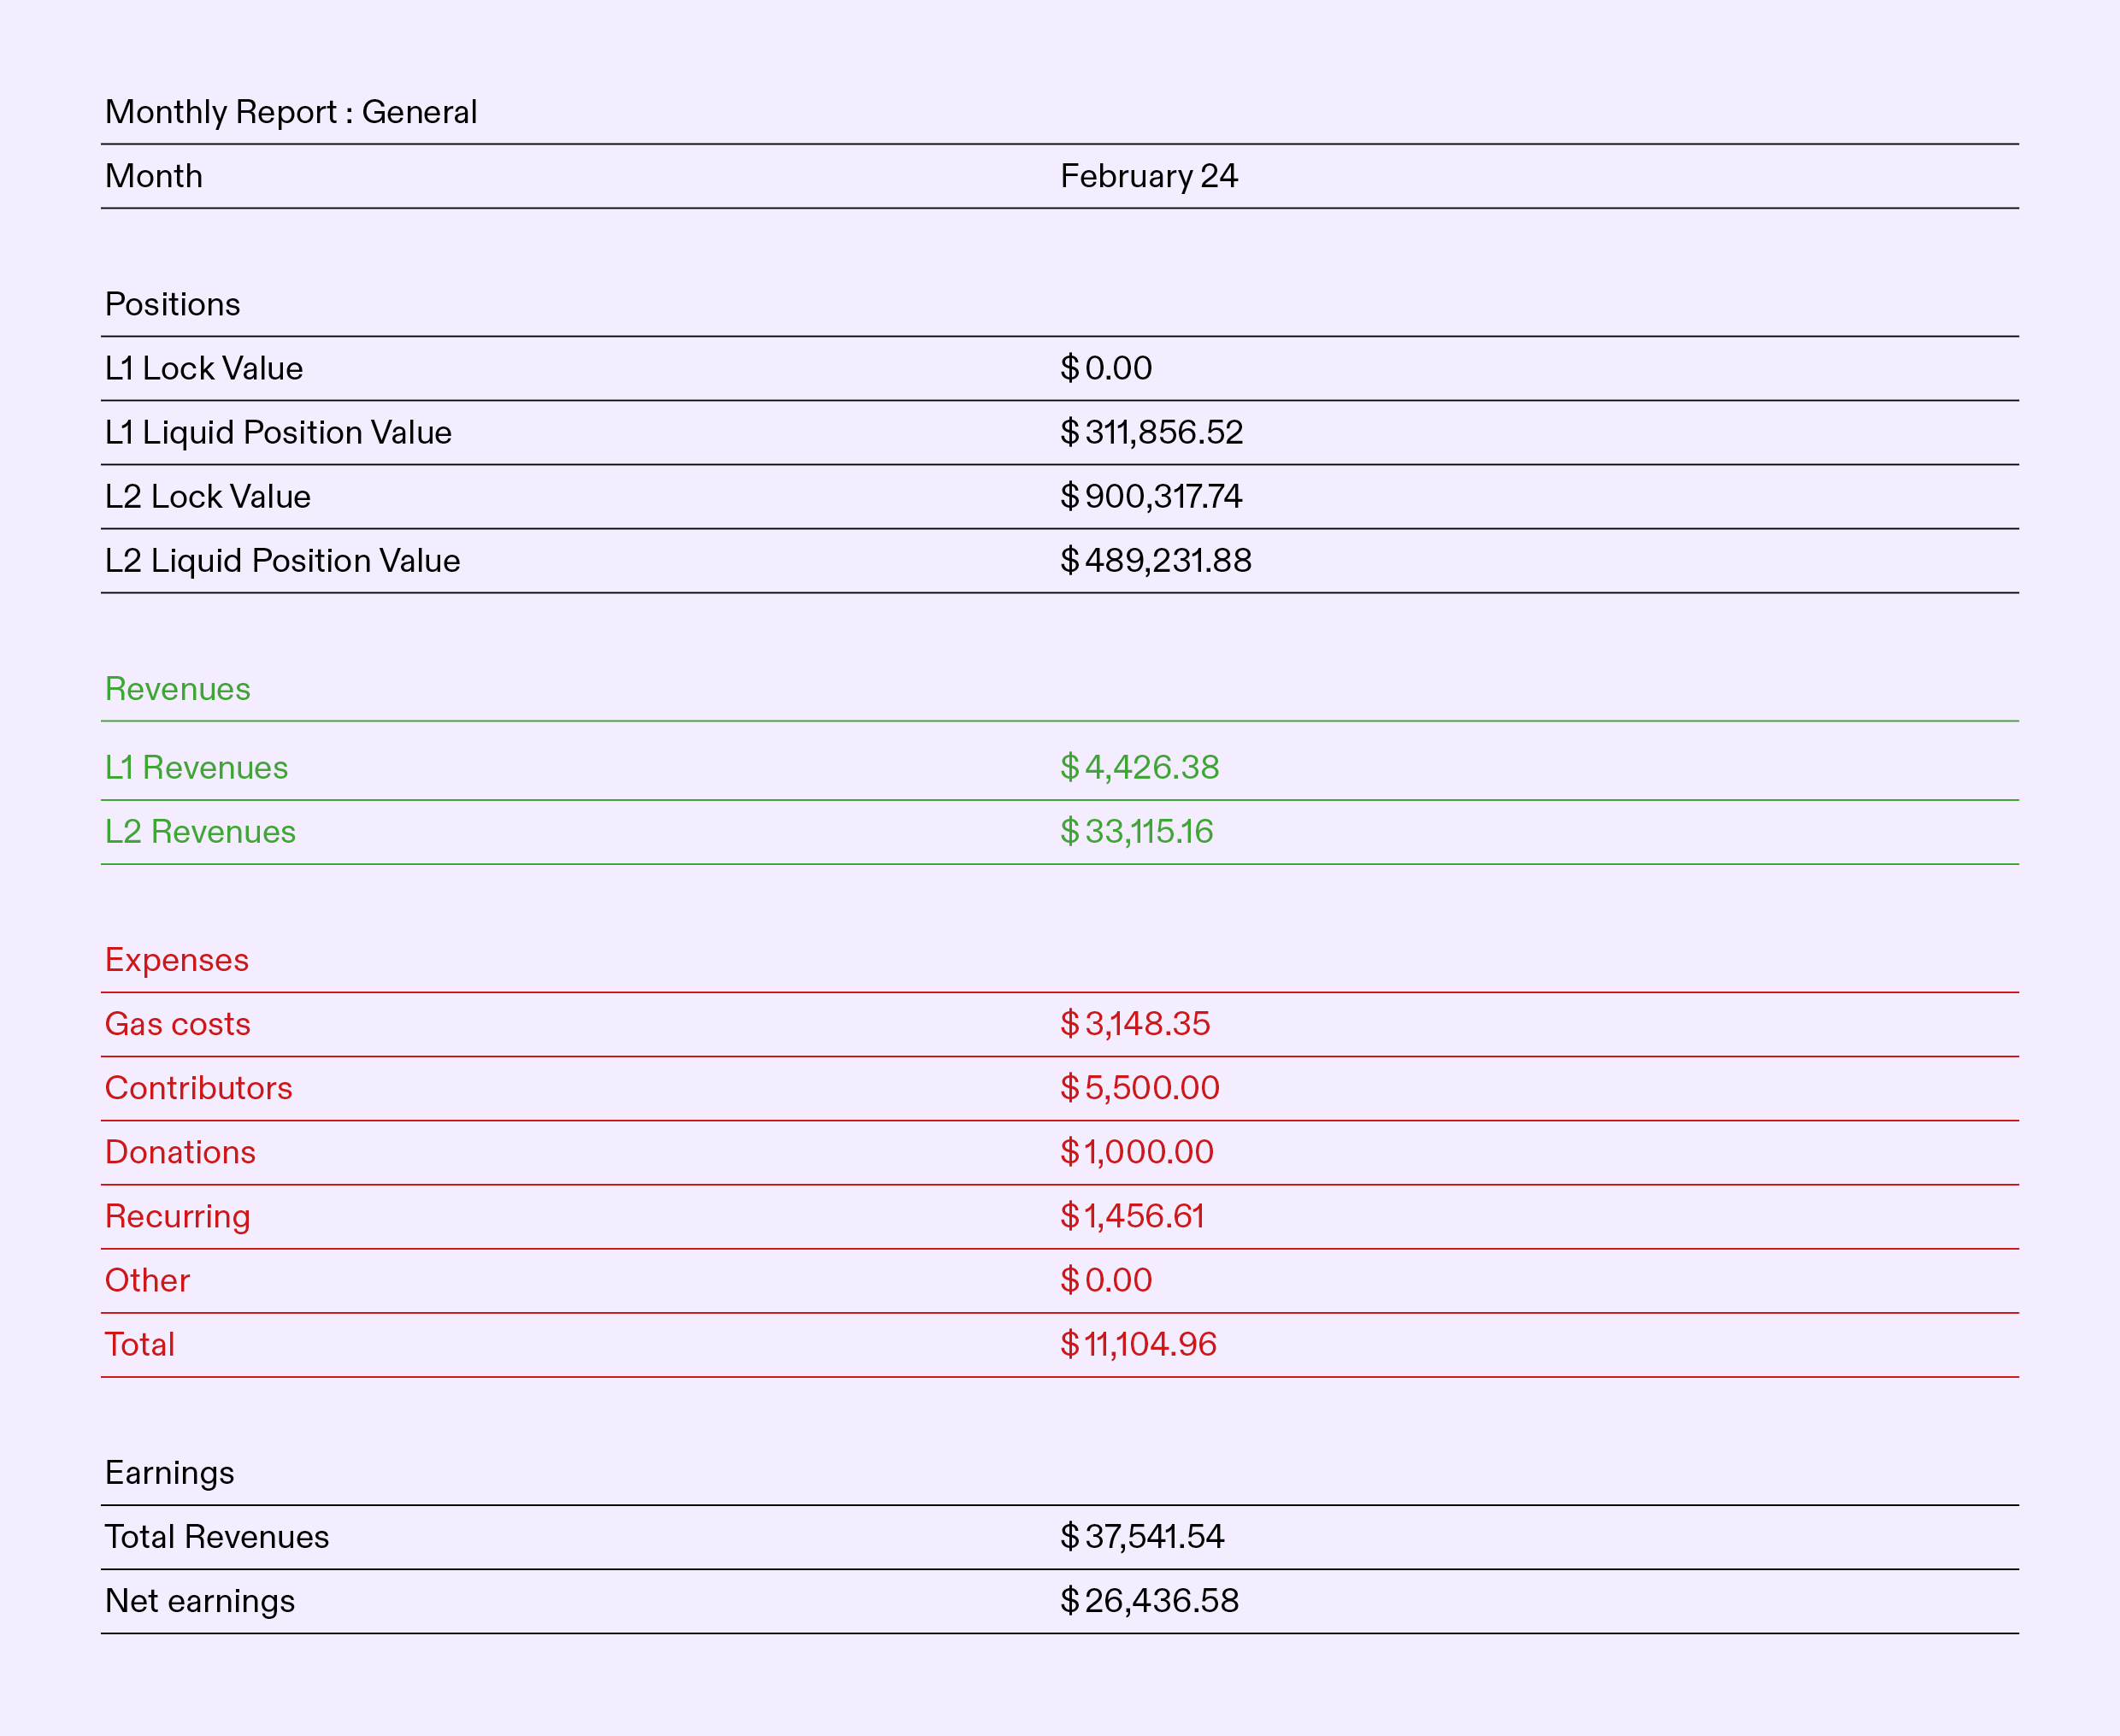 Monthly Report : General
Month February 24
Positions
L1 Lock Value $ 0.00
L1 Liquid Position Value $ 311,856.52
L2 Lock Value $ 900,317.74
L2 Liquid Position Value $ 489,231.88
Revenues
L1 Revenues $ 4,426.38
L2 Revenues $ 33,115.16
Expenses
Gas costs $ 3,148.35
Contributors $ 5,500.00
Donations $ 1,000.00
Recurring $ 1,456.61
Other $ 0.00
Total $ 11,104.96
Earnings
Total Revenues $ 37,541.54
Net earnings $ 26,436.58